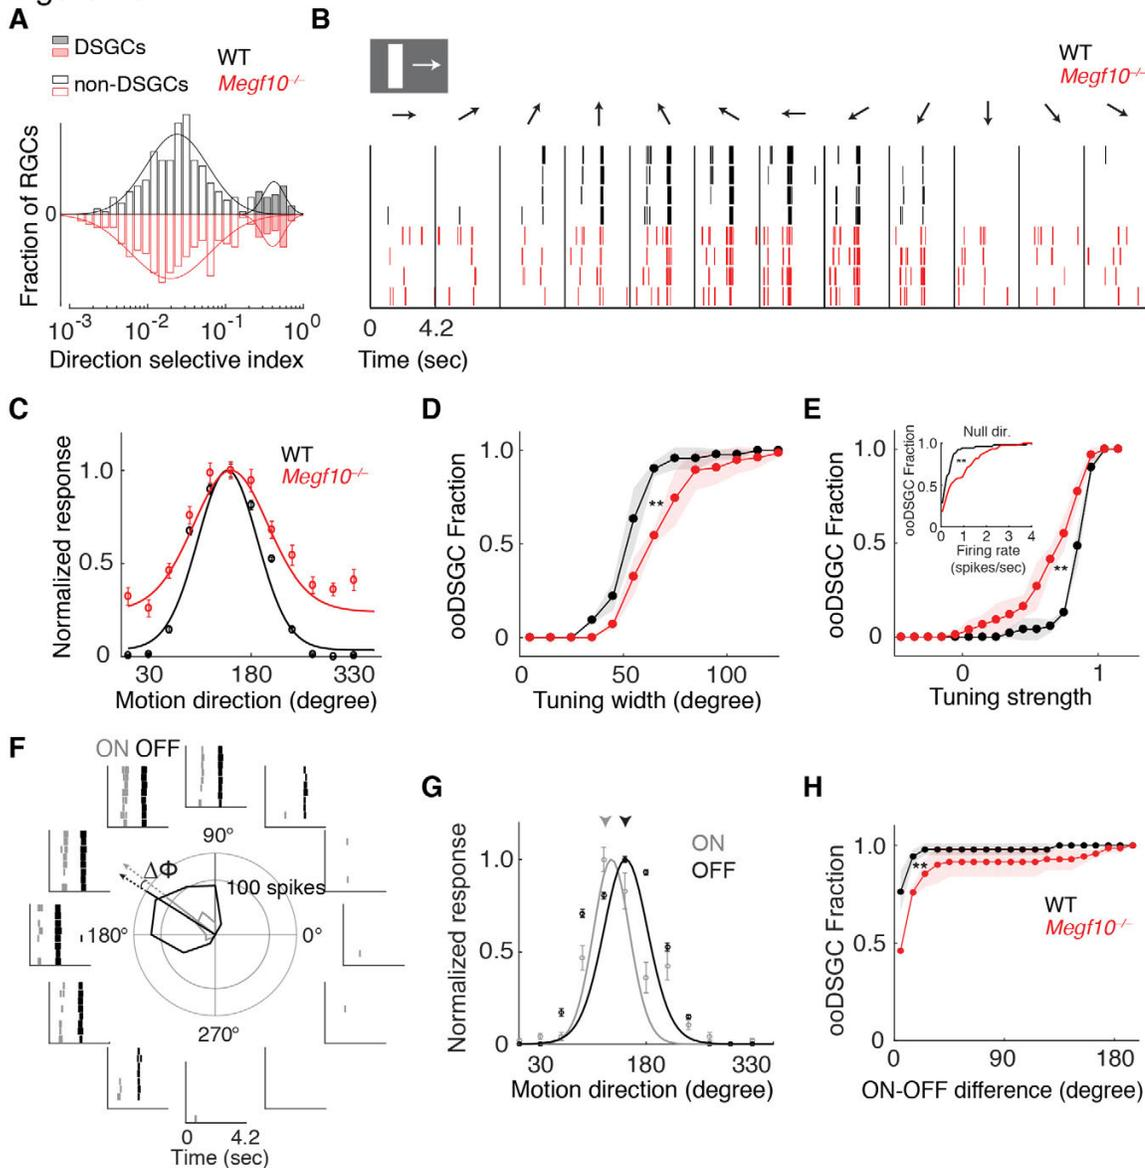 A
DSGCs
non-DSGCs
WT
Megf10–/–
Fraction of RGCs
0
10-3 10-2 10-1 100
Direction selective index
B
WT
Megf10–/–
0 4.2
Time (sec)
C
Normalized response
1.0
0.5
0
WT
Megf10–/–
30 180 330
Motion direction (degree)
D
ooDSGC Fraction
1.0
0.5
0
**
0 50 100
Tuning width (degree)
E
ooDSGC Fraction
1.0
0.5
0
**
0 1
Tuning strength
Null dir.
ooDSGC Fraction
1.0
0.5
0
**
0 1 2 3 4
Firing rate
(spikes/sec)
F
ON OFF
90°
ΔΦ
100 spikes
180° 0°
270°
0 4.2
Time (sec)
G
Normalized response
1.0
0.5
0
ON
OFF
30 180 330
Motion direction (degree)
H
ooDSGC Fraction
1.0
0.5
0
**
WT
Megf10–/–
0 90 180
ON-OFF difference (degree)